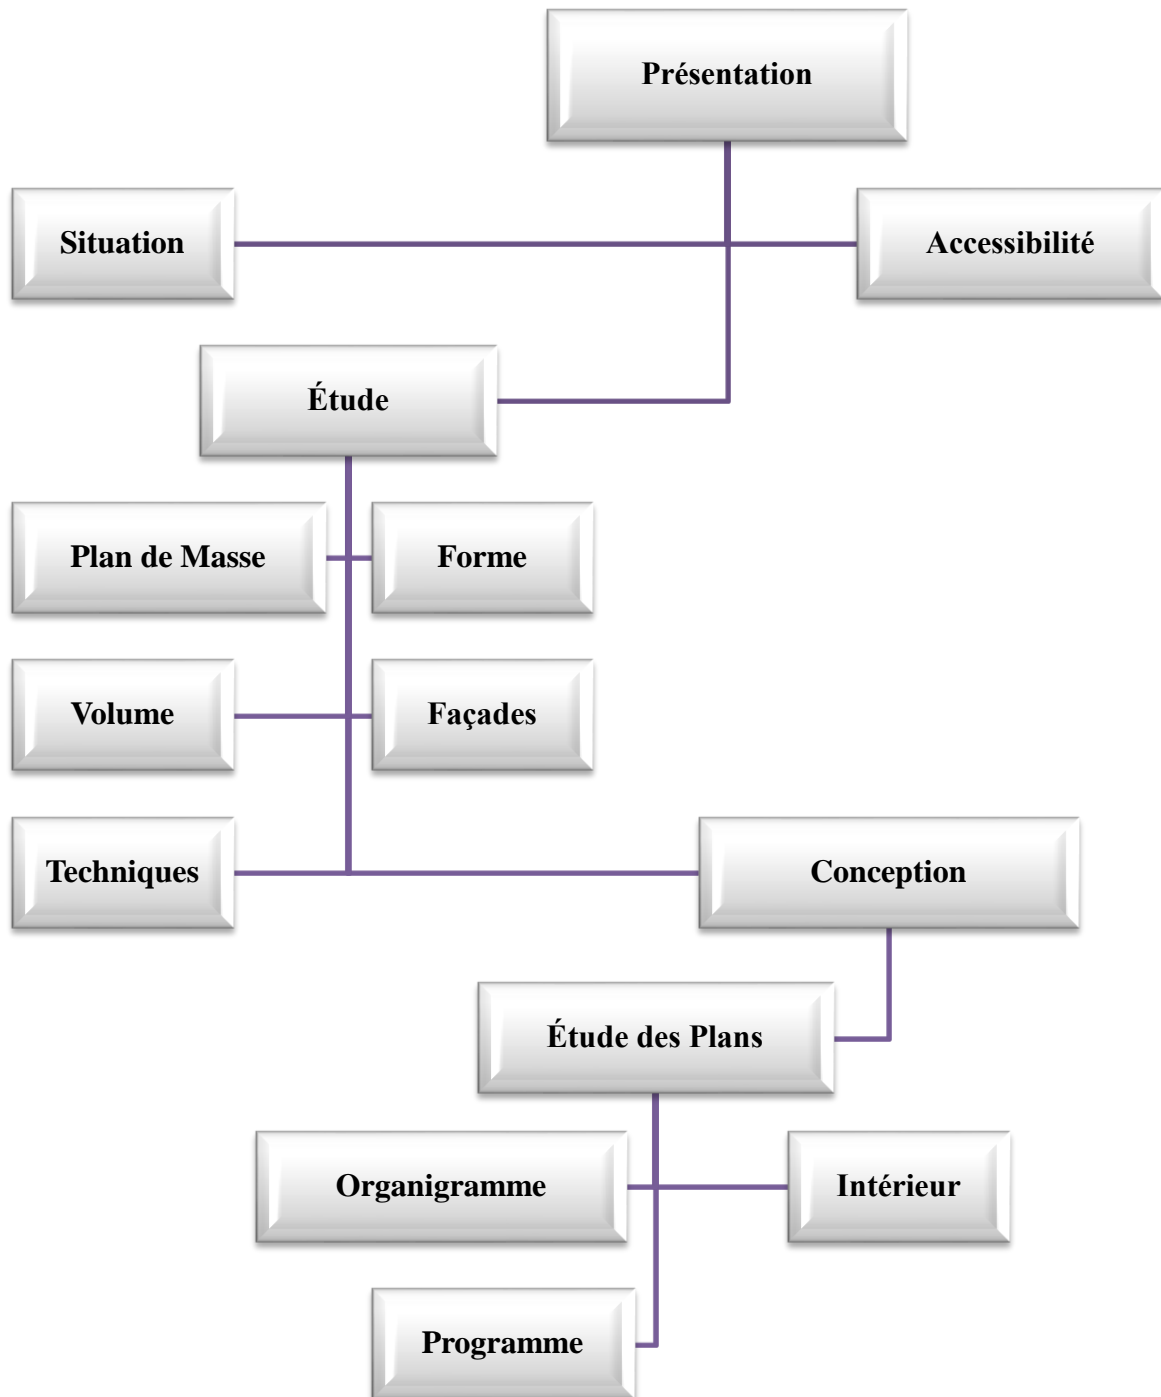 Présentation
Situation
Accessibilité
Étude
Plan de Masse
Forme
Volume
Façades
Techniques
Conception
Étude des Plans
Organigramme
Intérieur
Programme